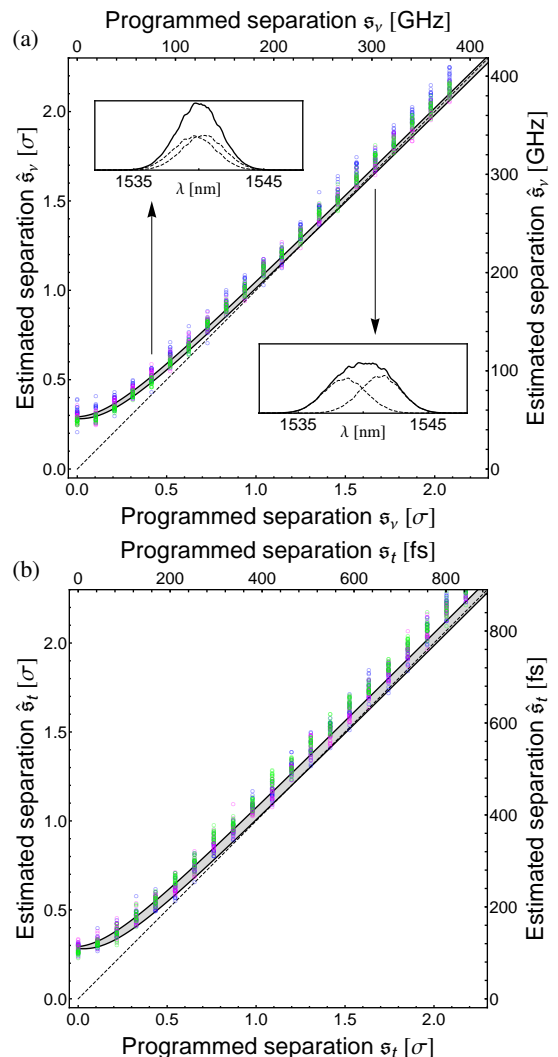 Programmed separation 𝔰ν [GHz]
(a)
0 100 200 300 400
Estimated separation 𝔰̂ν [σ]
2.0
1.5
1.0
0.5
0.0
1535 1545
λ [nm]
1535 1545
λ [nm]
400
300
200
100
0
Estimated separation 𝔰̂ν [GHz]
0.0 0.5 1.0 1.5 2.0
Programmed separation 𝔰ν [σ]
Programmed separation 𝔰t [fs]
(b)
0 200 400 600 800
Estimated separation 𝔰̂t [σ]
2.0
1.5
1.0
0.5
0.0
800
600
400
200
0
Estimated separation 𝔰̂t [fs]
0.0 0.5 1.0 1.5 2.0
Programmed separation 𝔰t [σ]